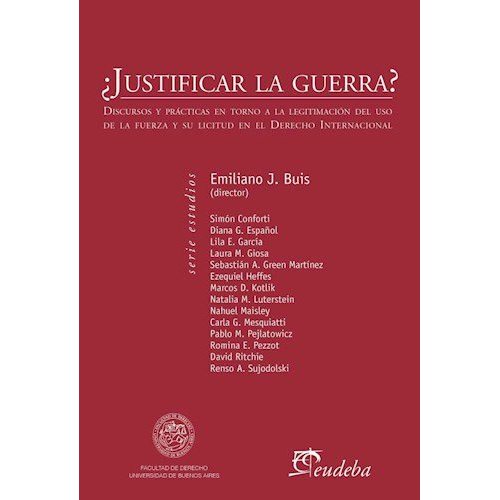 ¿Justificar la guerra?
Discursos y prácticas en torno a la legitimación del uso
de la fuerza y su licitud en el Derecho Internacional
serie estudios
Emiliano J. Buis
(director)
Simón Conforti
Diana G. Español
Lila E. García
Laura M. Giosa
Sebastián A. Green Martínez
Ezequiel Heffes
Marcos D. Kotlik
Natalia M. Luterstein
Nahuel Maisley
Carla G. Mesquiatti
Pablo M. Pejlatowicz
Romina E. Pezzot
David Ritchie
Renso A. Sujodolski
Facultad de Derecho
Universidad de Buenos Aires
eudeba